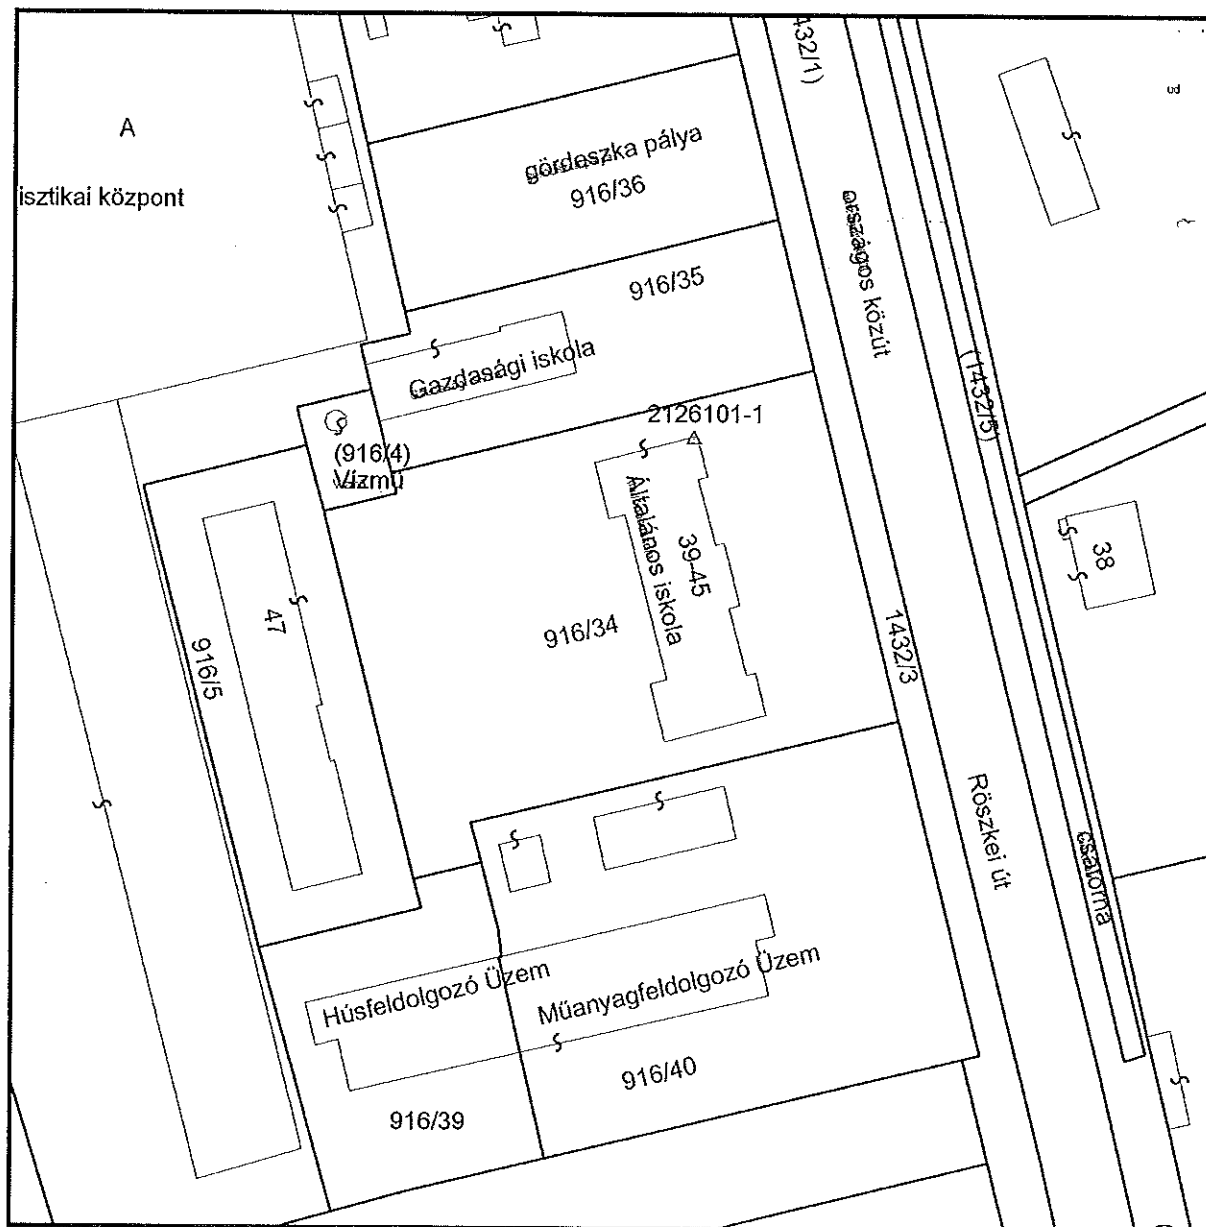 432/1)
A
isztikai központ
gördeszka pálya
916/36
országos közút
916/35
Gazdasági iskola
(1432/5)
2126101-1
(916/4)
Vízmű
Általános iskola
39-45
38
47
916/34
916/5
1432/3
Röszkei út
csatorna
Húsfeldolgozó Üzem
Műanyagfeldolgozó Üzem
916/40
916/39